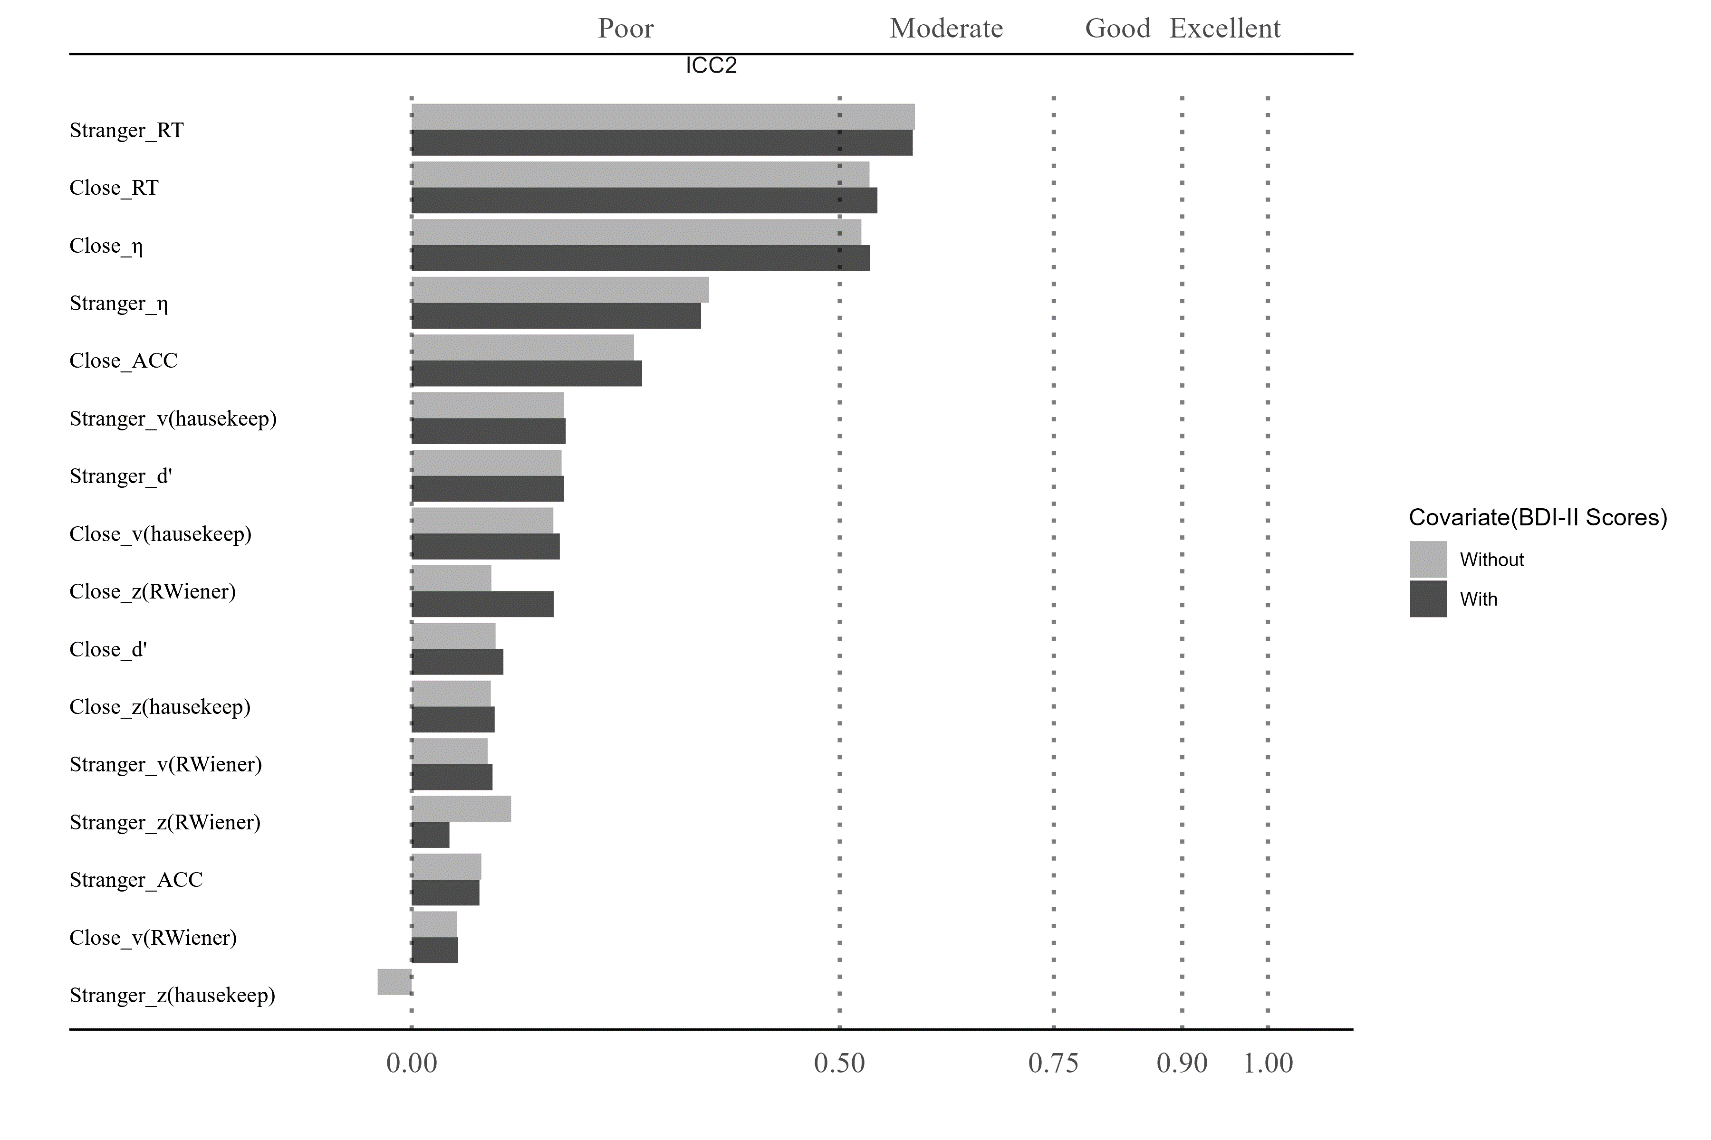 Poor Moderate Good Excellent
ICC2
Stranger_RT
Close_RT
Close_η
Stranger_η
Close_ACC
Stranger_v(hausekeep)
Stranger_d'
Close_v(hausekeep)
Close_z(RWiener)
Close_d'
Close_z(hausekeep)
Stranger_v(RWiener)
Stranger_z(RWiener)
Stranger_ACC
Close_v(RWiener)
Stranger_z(hausekeep)
0.00 0.50 0.75 0.90 1.00
Covariate(BDI-II Scores)
Without
With